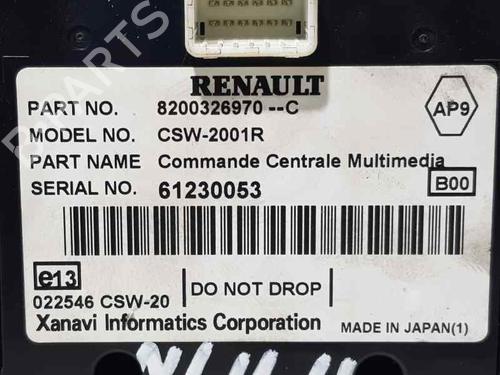 RENAULT
PART NO. 8200326970 --C
AP9
MODEL NO. CSW-2001R
PART NAME Commande Centrale Multimedia
SERIAL NO. 61230053
B00
e13
DO NOT DROP
022546 CSW-20
Xanavi Informatics Corporation
MADE IN JAPAN(1)